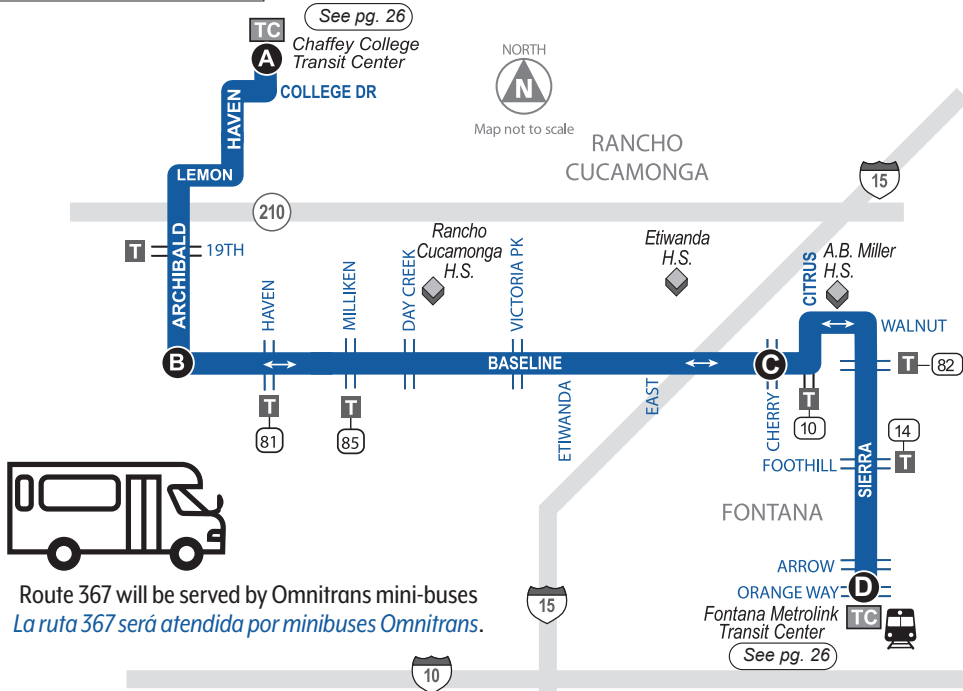 See pg. 26
TC
Chaffey College
Transit Center
A
COLLEGE DR
HAVEN
LEMON
NORTH
N
Map not to scale
RANCHO
CUCAMONGA
15
210
T
19TH
ARCHIBALD
Rancho
Cucamonga
H.S.
Etiwanda
H.S.
A.B. Miller
H.S.
HAVEN
MILLIKEN
DAY CREEK
VICTORIA PK
CITRUS
WALNUT
B
BASELINE
C
T
82
T
81
T
85
ETIWANDA
EAST
CHERRY
T
10
14
T
FOOTHILL
SIERRA
FONTANA
ARROW
ORANGE WAY
D
Fontana Metrolink
Transit Center
TC
See pg. 26
15
10
Route 367 will be served by Omnitrans mini-buses
La ruta 367 será atendida por minibuses Omnitrans.